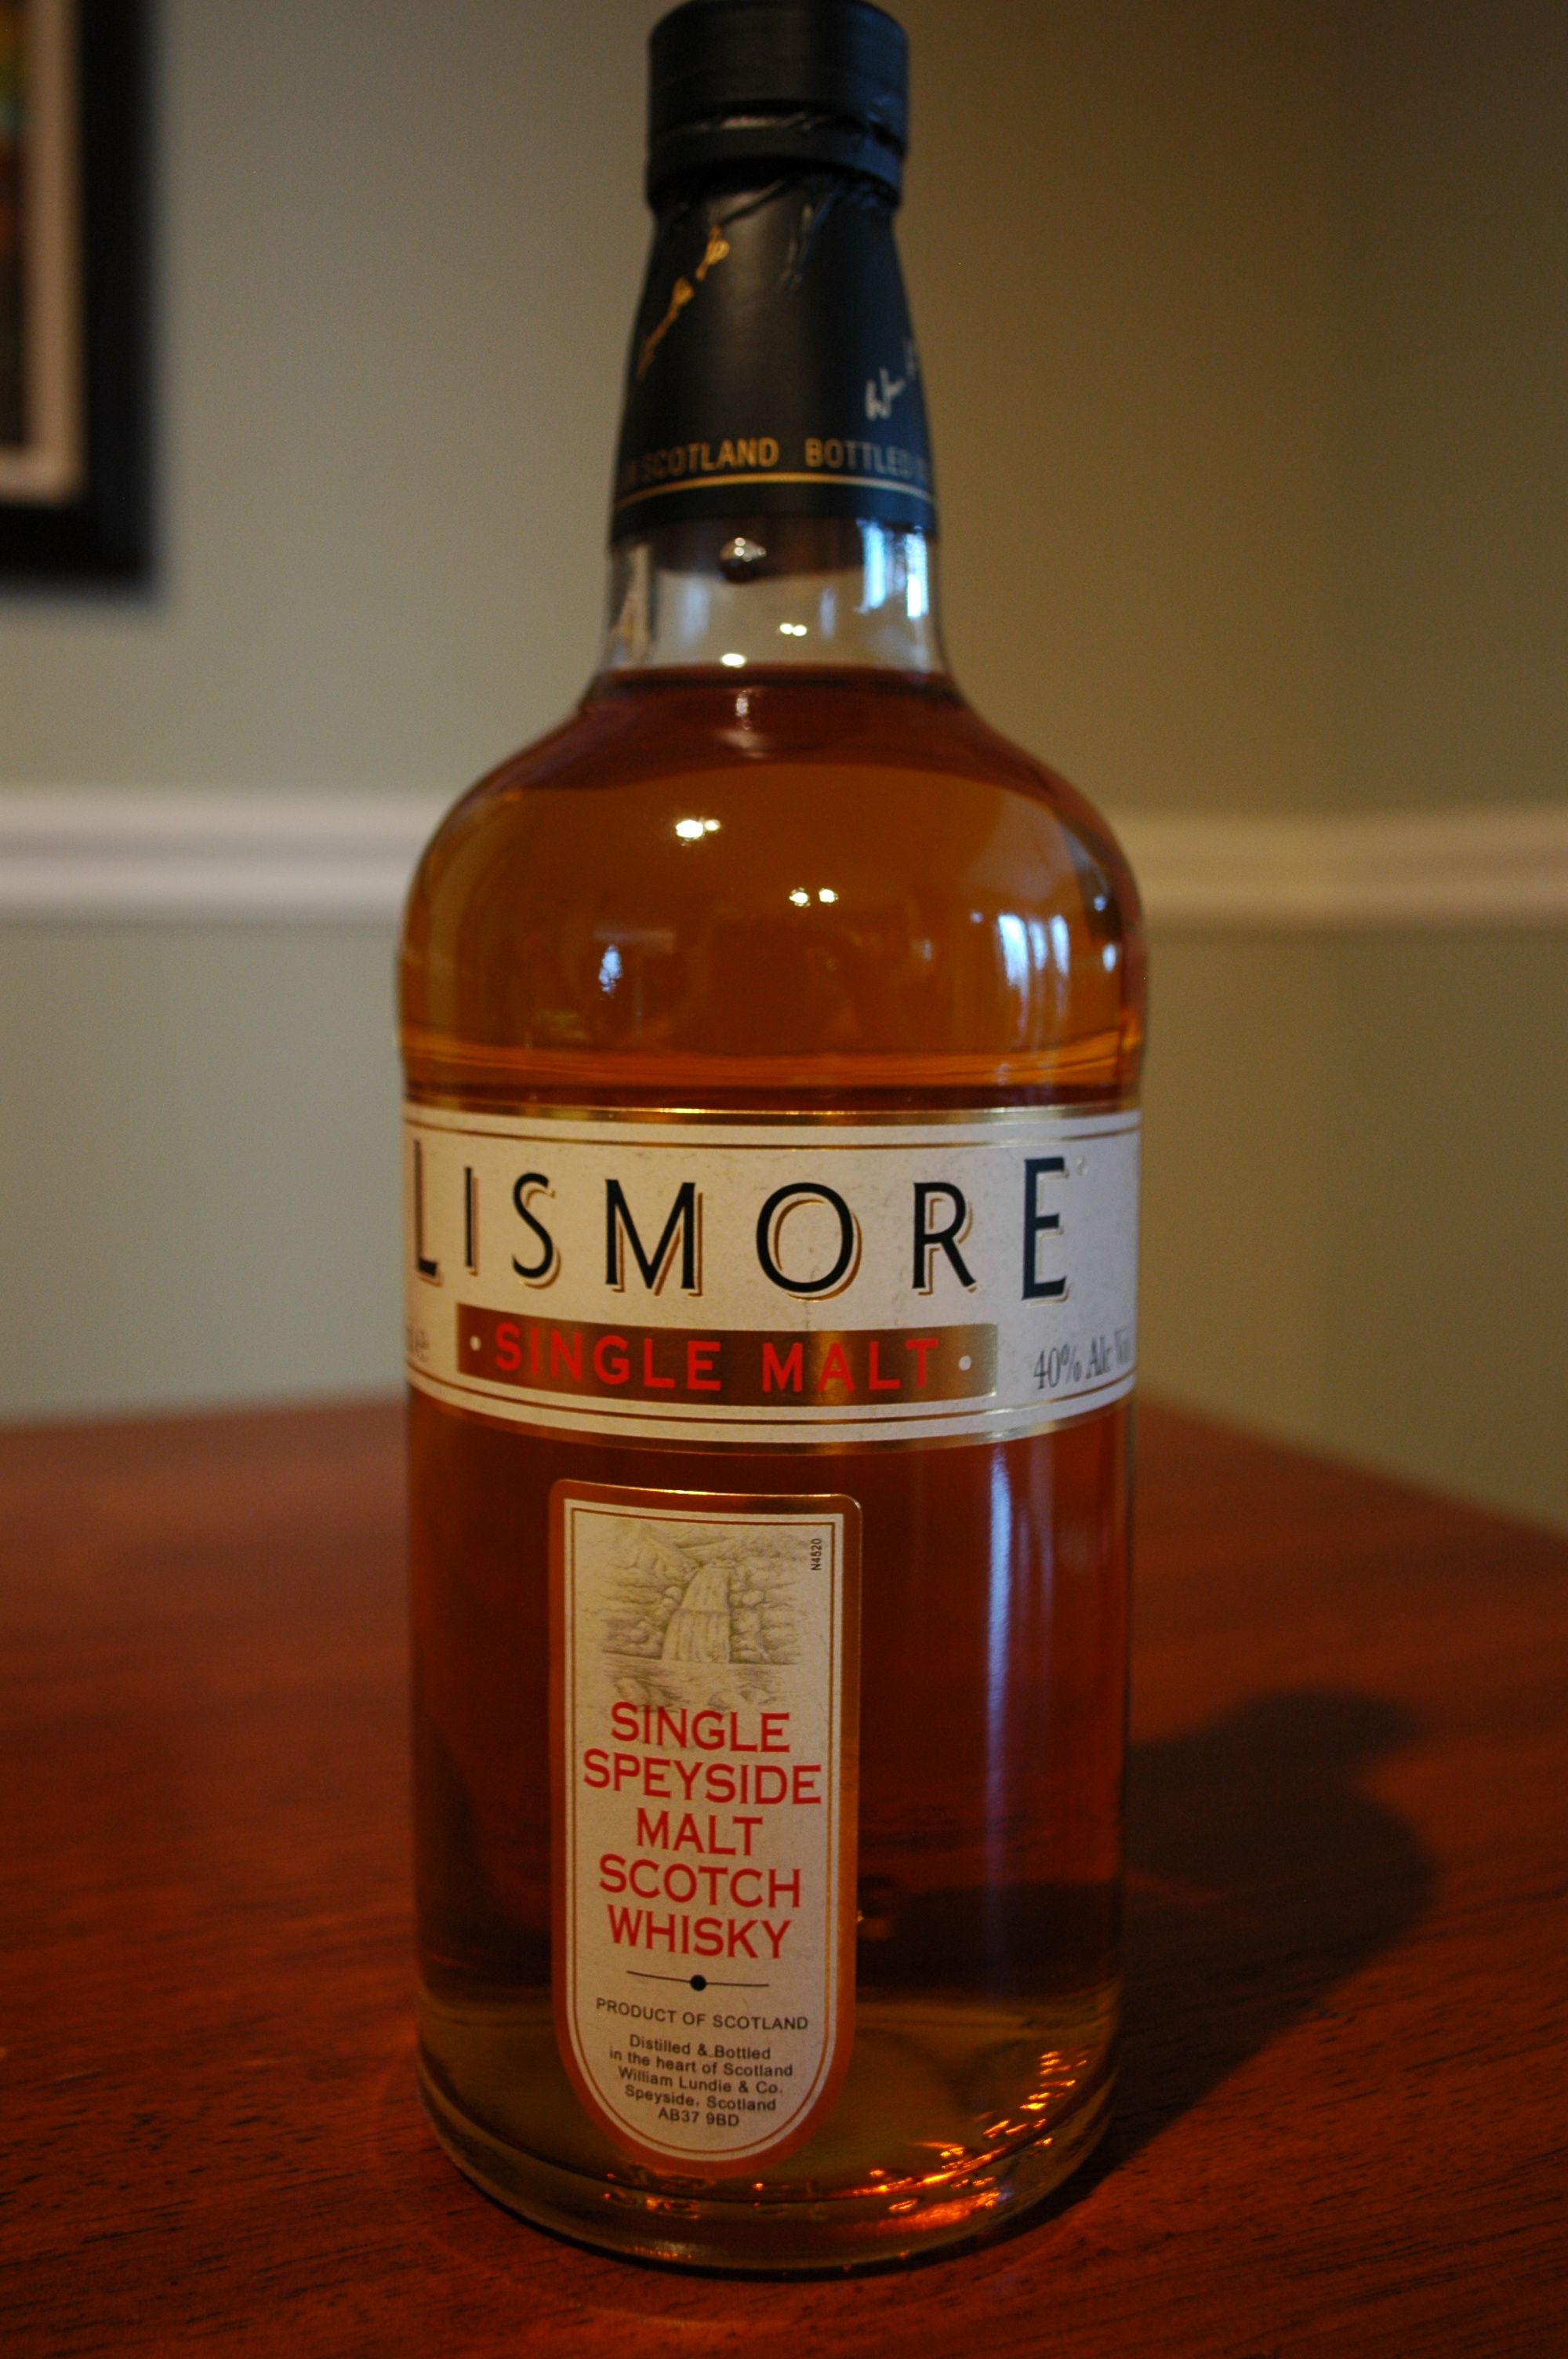 SCOTLAND BOTTLED
LISMORE
· SINGLE MALT ·
40% Alc
N4520
SINGLE
SPEYSIDE
MALT
SCOTCH
WHISKY
PRODUCT OF SCOTLAND
Distilled & Bottled
in the heart of Scotland
William Lundie & Co.
Speyside, Scotland
AB37 9BD